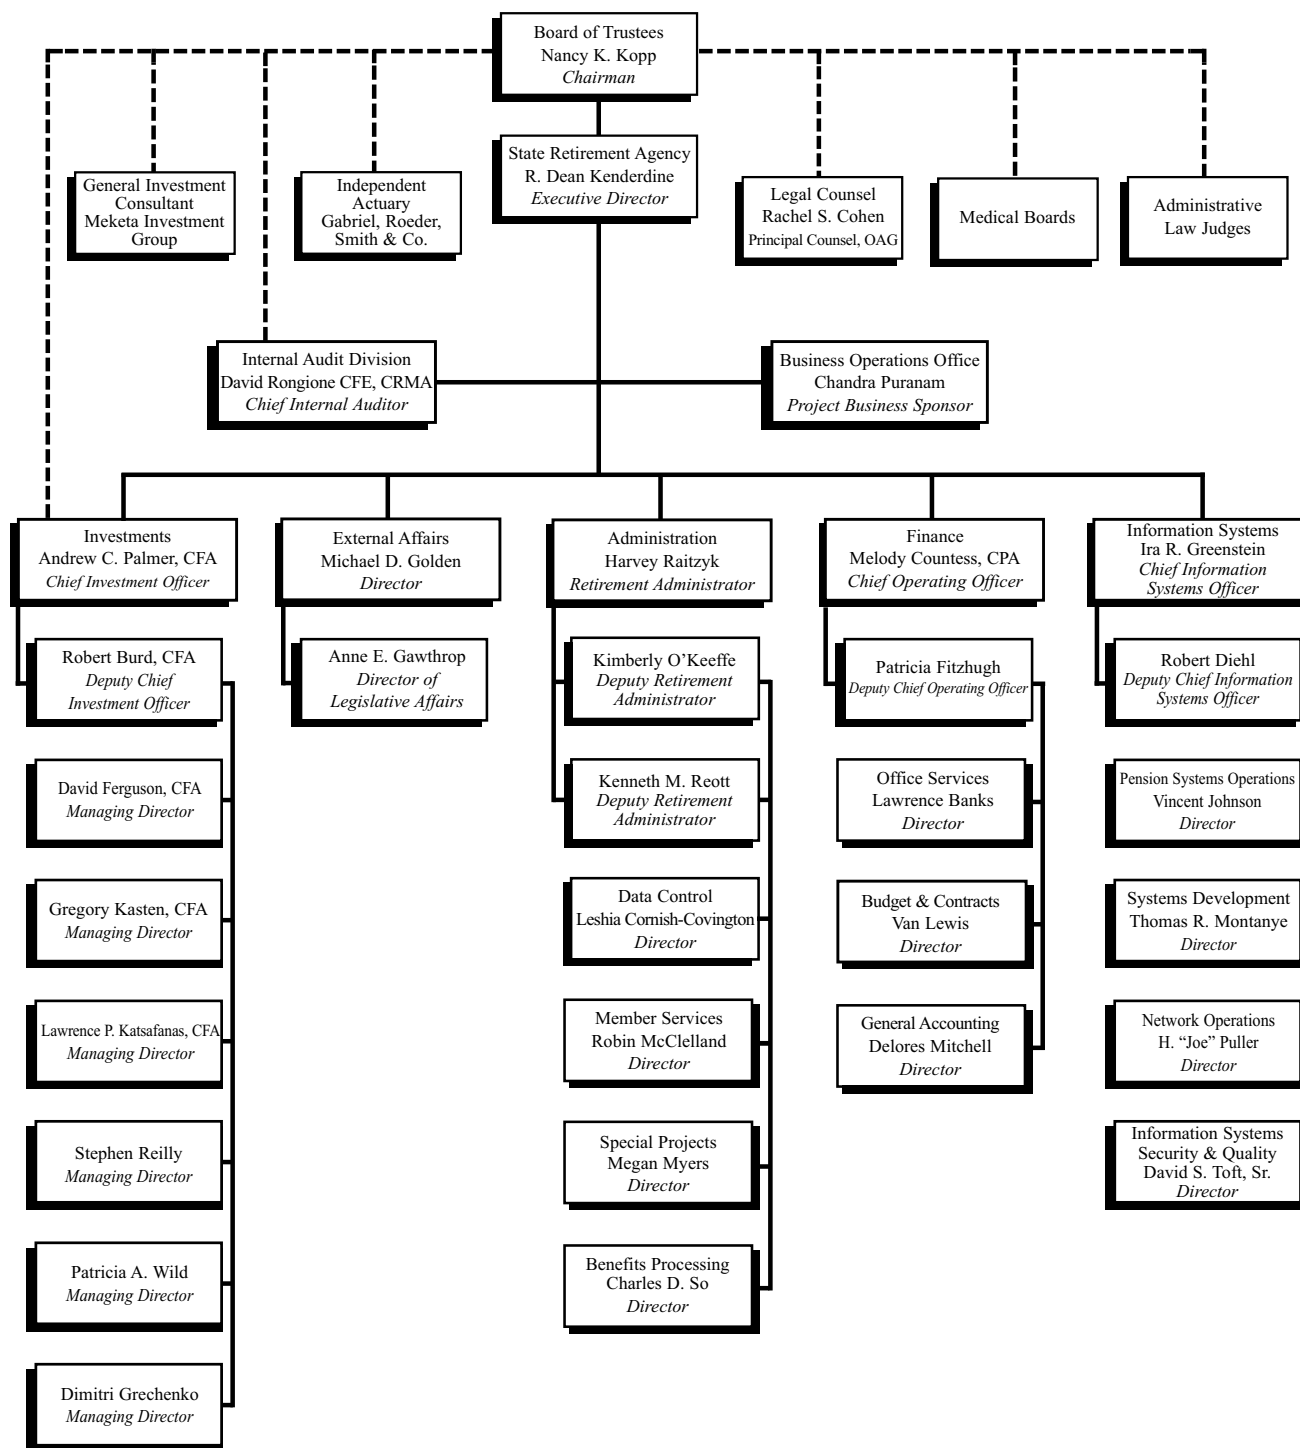 Board of Trustees
Nancy K. Kopp
Chairman
State Retirement Agency
R. Dean Kenderdine
Executive Director
General Investment
Consultant
Meketa Investment
Group
Independent
Actuary
Gabriel, Roeder,
Smith & Co.
Legal Counsel
Rachel S. Cohen
Principal Counsel, OAG
Medical Boards
Administrative
Law Judges
Internal Audit Division
David Rongione CFE, CRMA
Chief Internal Auditor
Business Operations Office
Chandra Puranam
Project Business Sponsor
Investments
Andrew C. Palmer, CFA
Chief Investment Officer
External Affairs
Michael D. Golden
Director
Administration
Harvey Raitzyk
Retirement Administrator
Finance
Melody Countess, CPA
Chief Operating Officer
Information Systems
Ira R. Greenstein
Chief Information
Systems Officer
Robert Burd, CFA
Deputy Chief
Investment Officer
Anne E. Gawthrop
Director of
Legislative Affairs
Kimberly O’Keeffe
Deputy Retirement
Administrator
Patricia Fitzhugh
Deputy Chief Operating Officer
Robert Diehl
Deputy Chief Information
Systems Officer
David Ferguson, CFA
Managing Director
Kenneth M. Reott
Deputy Retirement
Administrator
Office Services
Lawrence Banks
Director
Pension Systems Operations
Vincent Johnson
Director
Gregory Kasten, CFA
Managing Director
Data Control
Leshia Cornish-Covington
Director
Budget & Contracts
Van Lewis
Director
Systems Development
Thomas R. Montanye
Director
Lawrence P. Katsafanas, CFA
Managing Director
Member Services
Robin McClelland
Director
General Accounting
Delores Mitchell
Director
Network Operations
H. “Joe” Puller
Director
Stephen Reilly
Managing Director
Special Projects
Megan Myers
Director
Information Systems
Security & Quality
David S. Toft, Sr.
Director
Patricia A. Wild
Managing Director
Benefits Processing
Charles D. So
Director
Dimitri Grechenko
Managing Director